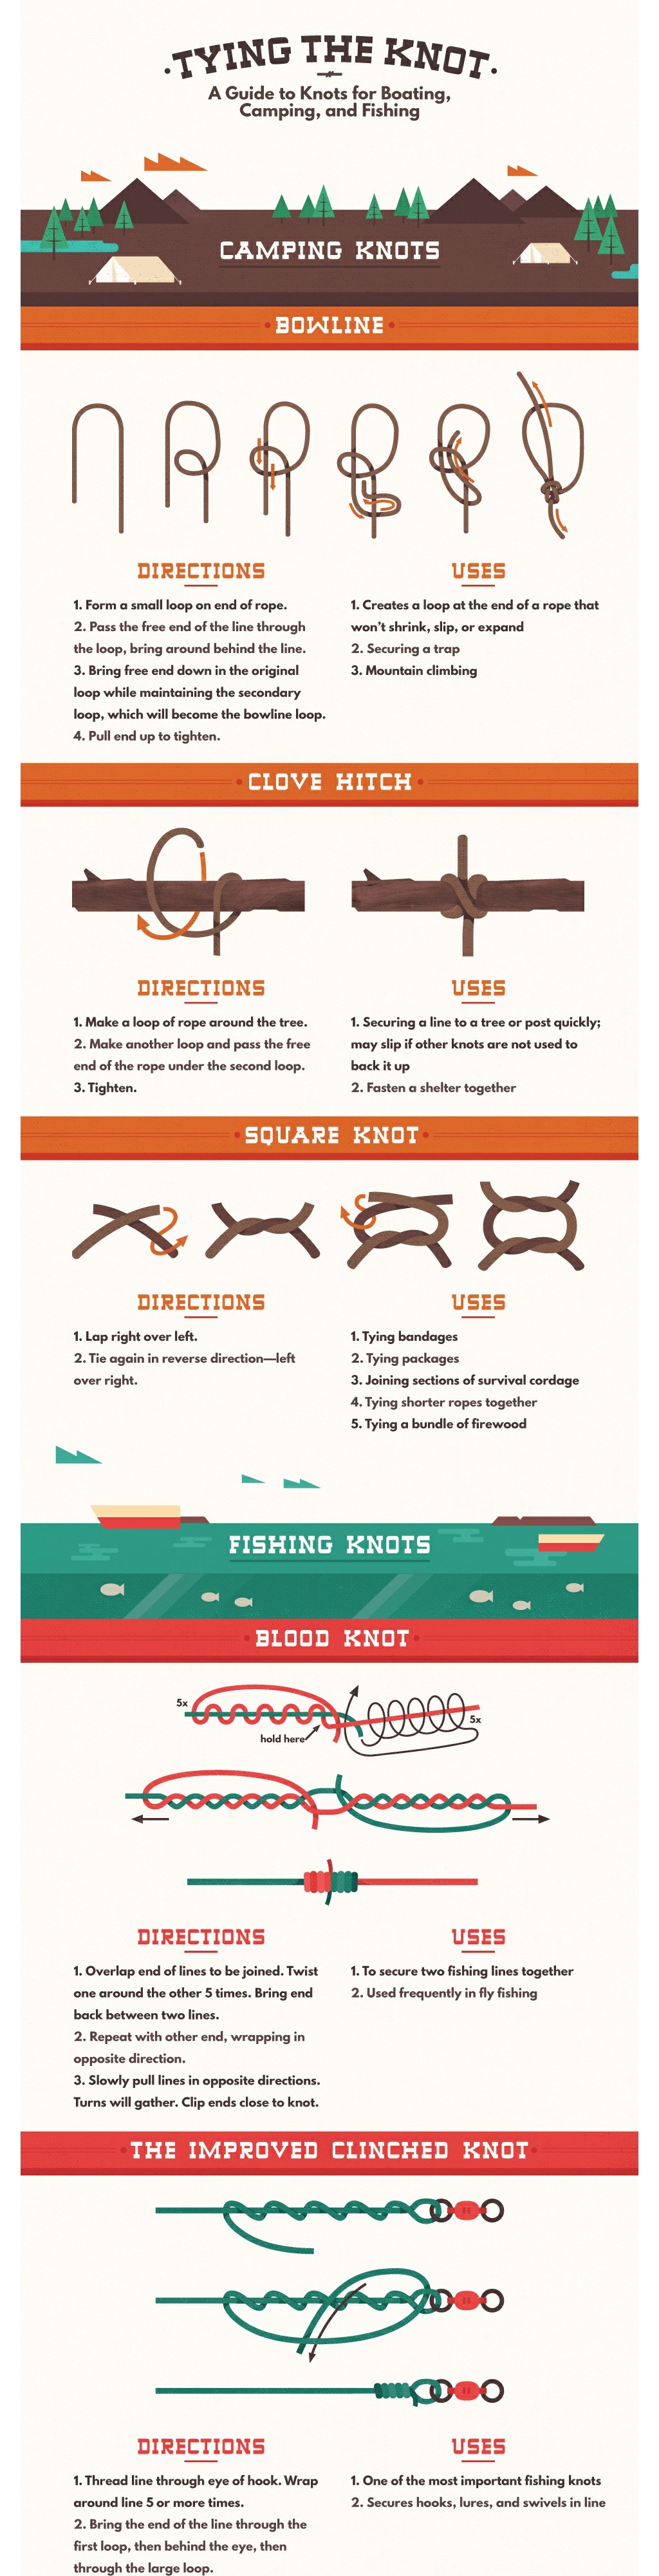 TYING THE KNOT
A Guide to Knots for Boating,
Camping, and Fishing
CAMPING KNOTS
BOWLINE
DIRECTIONS
1. Form a small loop on end of rope.
2. Pass the free end of the line through
the loop, bring around behind the line.
3. Bring free end down in the original
loop while maintaining the secondary
loop, which will become the bowline loop.
4. Pull end up to tighten.
USES
1. Creates a loop at the end of a rope that
won't shrink, slip, or expand
2. Securing a trap
3. Mountain climbing
CLOVE HITCH
DIRECTIONS
1. Make a loop of rope around the tree.
2. Make another loop and pass the free
end of the rope under the second loop.
3. Tighten.
USES
1. Securing a line to a tree or post quickly;
may slip if other knots are not used to
back it up
2. Fasten a shelter together
SQUARE KNOT
DIRECTIONS
1. Lap right over left.
2. Tie again in reverse direction—left
over right.
USES
1. Tying bandages
2. Tying packages
3. Joining sections of survival cordage
4. Tying shorter ropes together
5. Tying a bundle of firewood
FISHING KNOTS
BLOOD KNOT
5x
hold here
5x
DIRECTIONS
1. Overlap end of lines to be joined. Twist
one around the other 5 times. Bring end
back between two lines.
2. Repeat with other end, wrapping in
opposite direction.
3. Slowly pull lines in opposite directions.
Turns will gather. Clip ends close to knot.
USES
1. To secure two fishing lines together
2. Used frequently in fly fishing
THE IMPROVED CLINCHED KNOT
DIRECTIONS
1. Thread line through eye of hook. Wrap
around line 5 or more times.
2. Bring the end of the line through the
first loop, then behind the eye, then
through the large loop.
USES
1. One of the most important fishing knots
2. Secures hooks, lures, and swivels in line